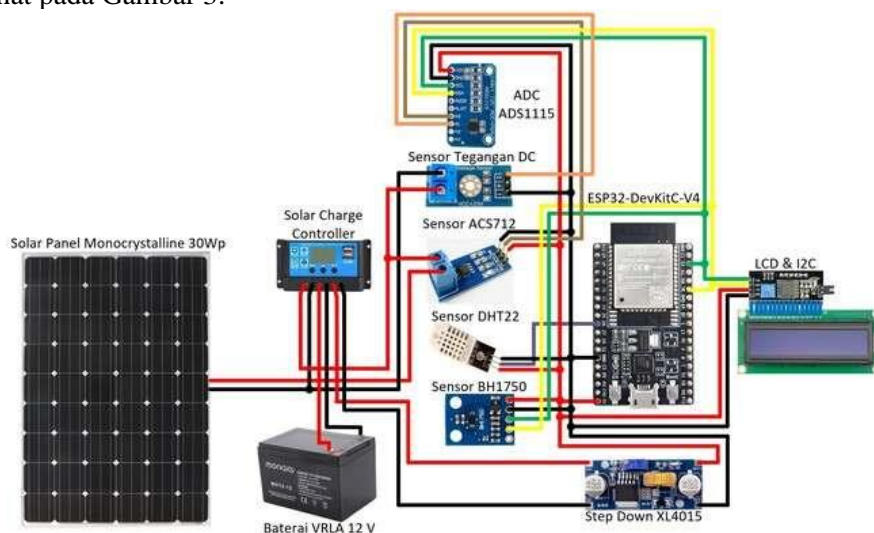 pada Gambar 3.
ADC
ADS1115
Sensor Tegangan DC
ESP32-DevKitC-V4
Solar Charge
Controller
Sensor ACS712
Solar Panel Monocrystalline 30Wp
LCD & I2C
Sensor DHT22
Sensor BH1750
Step Down XL4015
Baterai VRLA 12 V